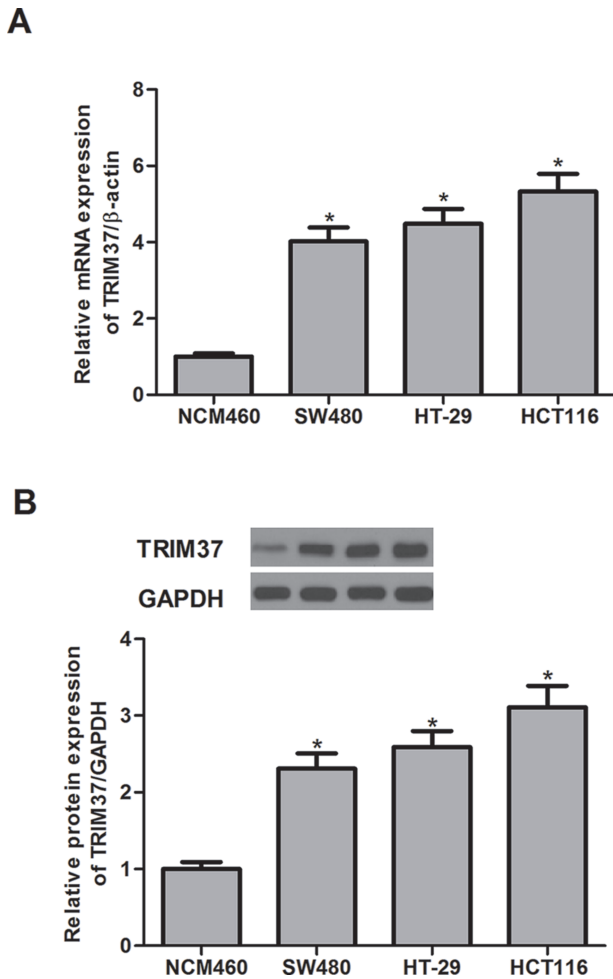 A
Relative mRNA expression
of TRIM37/β-actin
8
6
4
2
0
*
*
*
NCM460
SW480
HT-29
HCT116
B
TRIM37
GAPDH
Relative protein expression
of TRIM37/GAPDH
4
3
2
1
0
*
*
*
NCM460
SW480
HT-29
HCT116